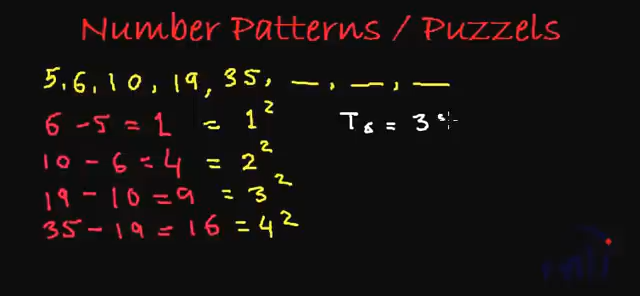 Number Patterns / Puzzels
5, 6, 10, 19, 35, __, __, __
6 - 5 = 1 = 1²
T₆ = 3
10 - 6 = 4 = 2²
19 - 10 = 9 = 3²
35 - 19 = 16 = 4²